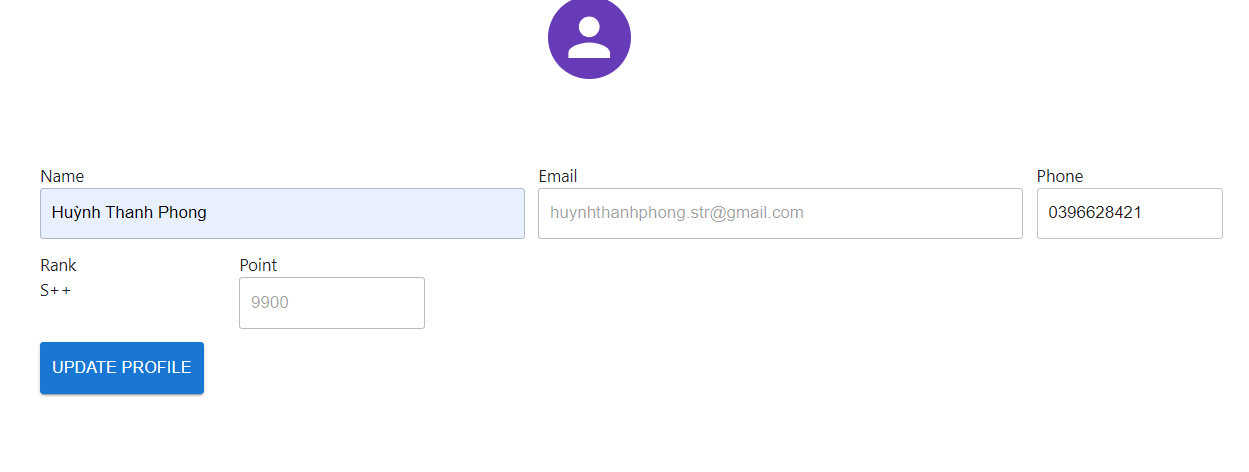 Name Email Phone
Huỳnh Thanh Phong huynhthanhphong.str@gmail.com 0396628421
Rank Point
S++
9900
UPDATE PROFILE